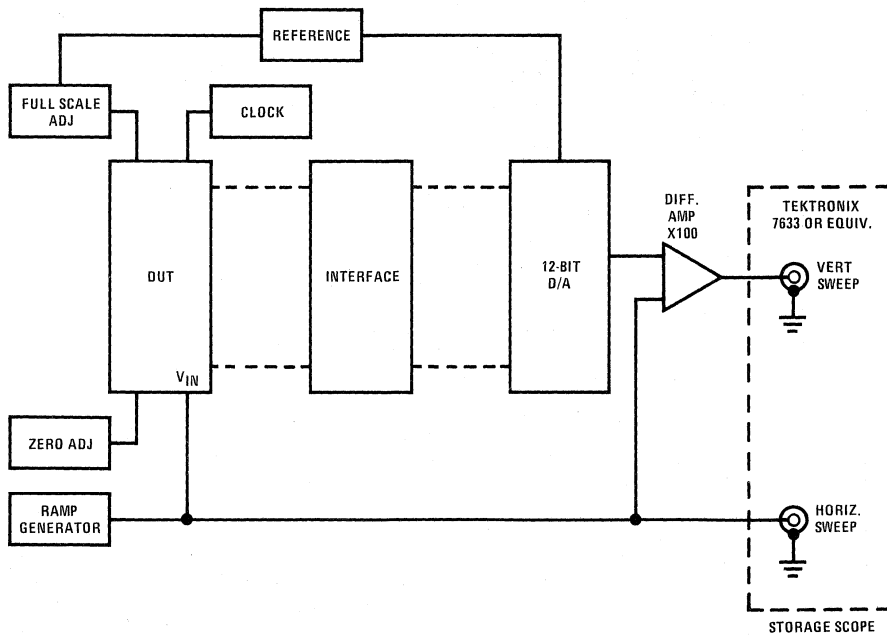 REFERENCE
FULL SCALE
ADJ
CLOCK
DUT
INTERFACE
12-BIT
D/A
DIFF.
AMP
X100
TEKTRONIX
7633 OR EQUIV.
VERT
SWEEP
VIN
ZERO ADJ
RAMP
GENERATOR
HORIZ.
SWEEP
STORAGE SCOPE